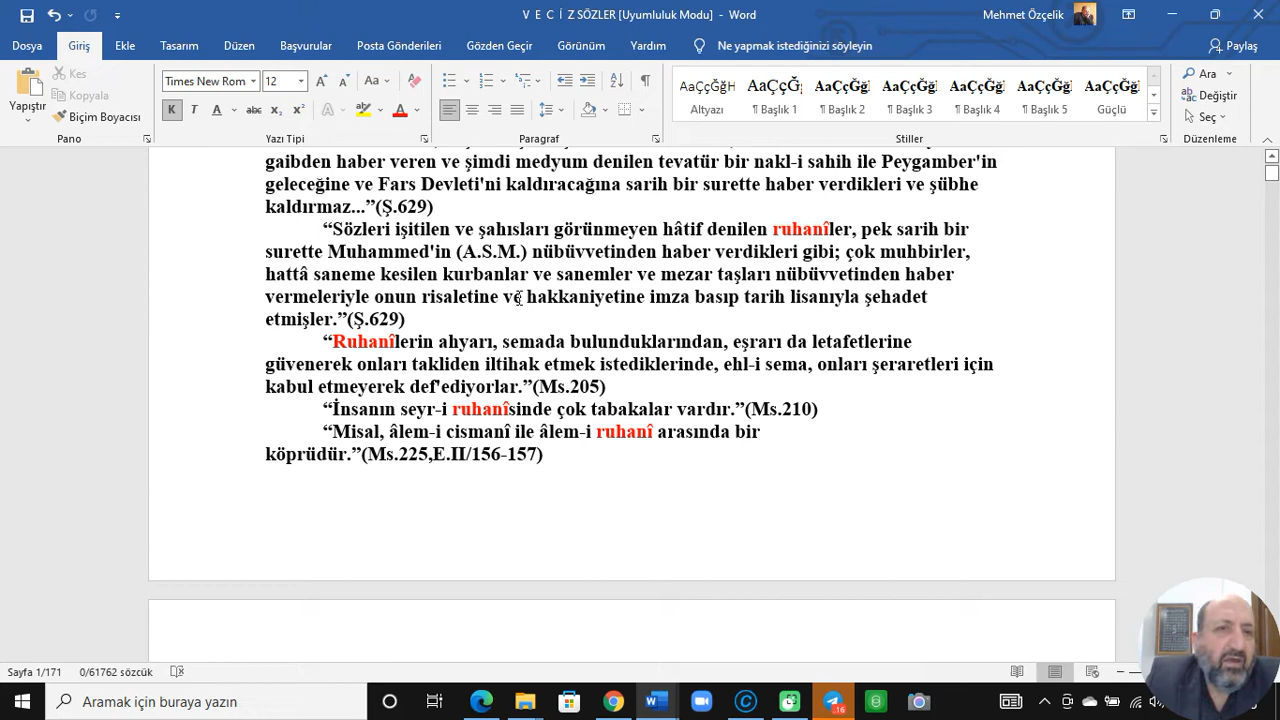 V E C İ Z SÖZLER [Uyumluluk Modu] - Word
Mehmet Özçelik
Dosya Giriş Ekle Tasarım Düzen Başvurular Posta Gönderileri Gözden Geçir Görünüm Yardım Ne yapmak istediğinizi söyleyin Paylaş
Yapıştır
Kes
Kopyala
Biçim Boyacısı
Times New Rom 12
AaÇçĞğH AaÇçĞ AaÇçĞğ AaÇçĞğ AaÇçĞğ AaÇçĞğ AaÇçĞğ
Altyazı ¶ Başlık 1 ¶ Başlık 2 ¶ Başlık 3 ¶ Başlık 4 ¶ Başlık 5 Güçlü
Ara
Değiştir
Seç
Pano Yazı Tipi Paragraf Stiller Düzenleme
gaibden haber veren ve şimdi medyum denilen tevatür bir nakl-i sahih ile Peygamber'in
geleceğine ve Fars Devleti'ni kaldıracağına sarih bir surette haber verdikleri ve şübhe
kaldırmaz...”(Ş.629)
“Sözleri işitilen ve şahısları görünmeyen hâtif denilen ruhanîler, pek sarih bir
surette Muhammed'in (A.S.M.) nübüvvetinden haber verdikleri gibi; çok muhbirler,
hattâ saneme kesilen kurbanlar ve sanemler ve mezar taşları nübüvvetinden haber
vermeleriyle onun risaletine ve hakkaniyetine imza basıp tarih lisanıyla şehadet
etmişler.”(Ş.629)
“Ruhanîlerin ahyarı, semada bulunduklarından, eşrarı da letafetlerine
güvenerek onları takliden iltihak etmek istediklerinde, ehl-i sema, onları şeraretleri için
kabul etmeyerek def'ediyorlar.”(Ms.205)
“İnsanın seyr-i ruhanîsinde çok tabakalar vardır.”(Ms.210)
“Misal, âlem-i cismanî ile âlem-i ruhanî arasında bir
köprüdür.”(Ms.225,E.II/156-157)
Sayfa 1/171 0/61762 sözcük
Aramak için buraya yazın
16